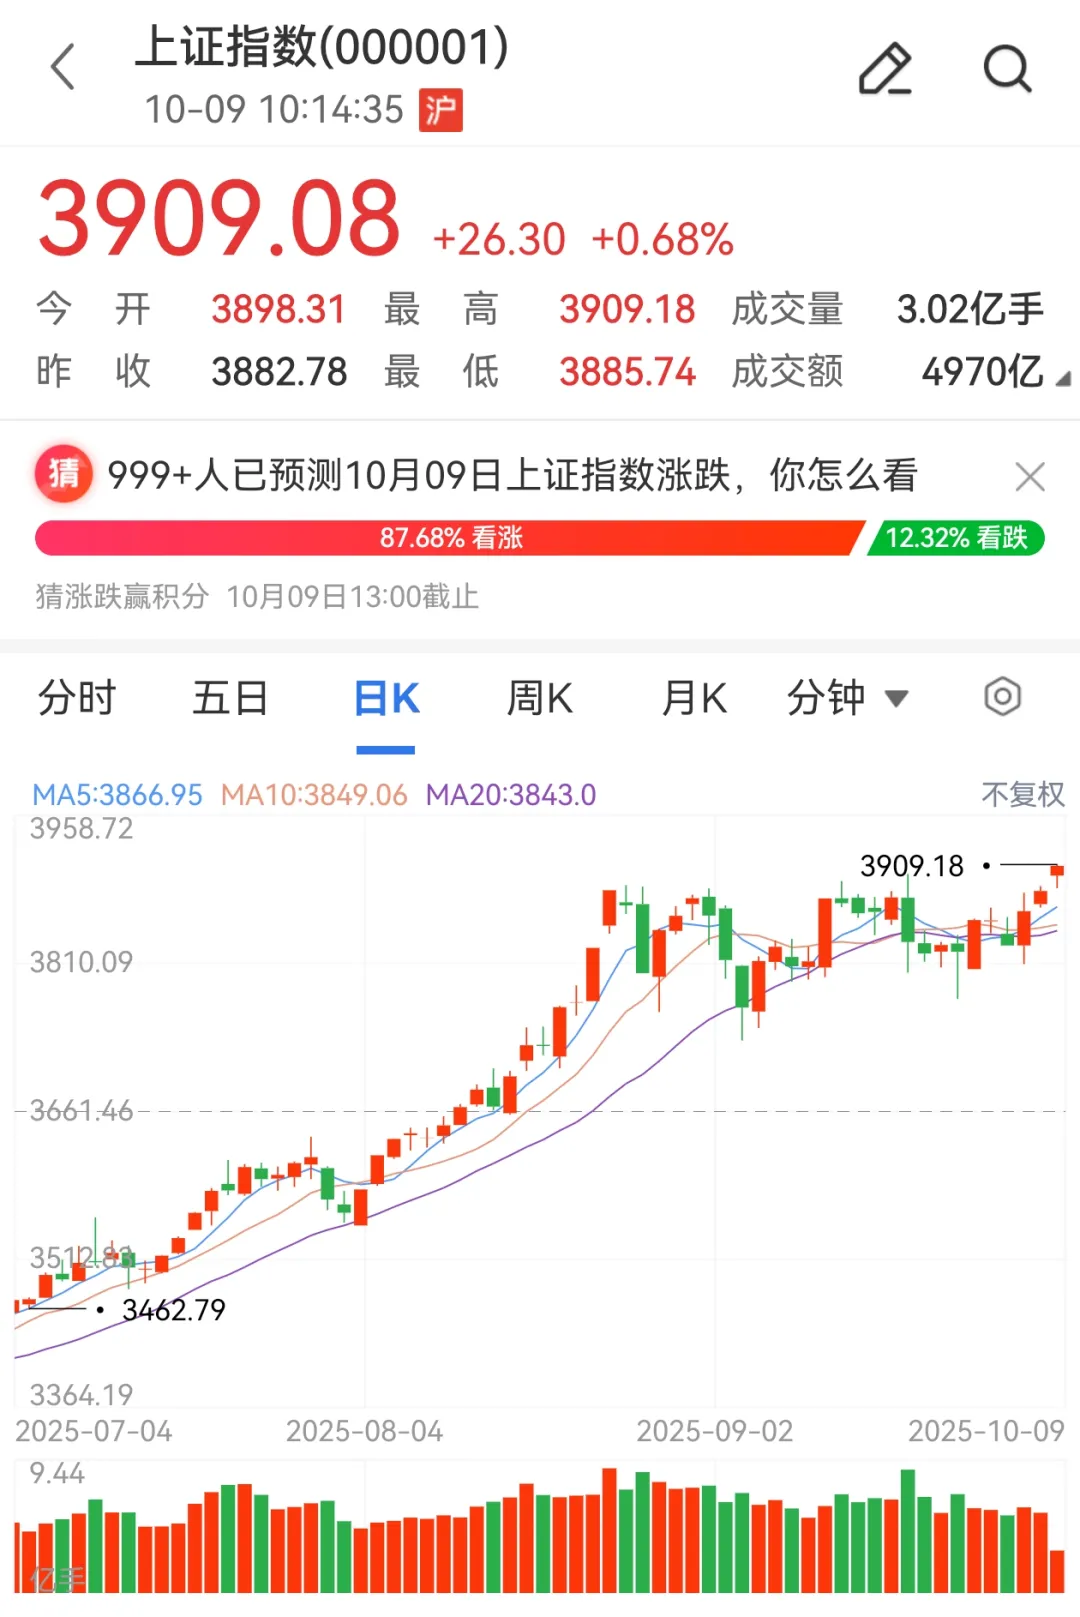 上证指数(000001)
10-09 10:14:35 沪
3909.08 +26.30 +0.68%
今开 3898.31 最高 3909.18 成交量 3.02亿手
昨收 3882.78 最低 3885.74 成交额 4970亿
猜 999+人已预测10月09日上证指数涨跌，你怎么看
87.68% 看涨 12.32% 看跌
猜涨跌赢积分 10月09日13:00截止
分时 五日 日K 周K 月K 分钟
MA5:3866.95 MA10:3849.06 MA20:3843.0 不复权
3958.72
3909.18
3810.09
3661.46
3512.83
3462.79
3364.19
2025-07-04 2025-08-04 2025-09-02 2025-10-09
9.44
亿手